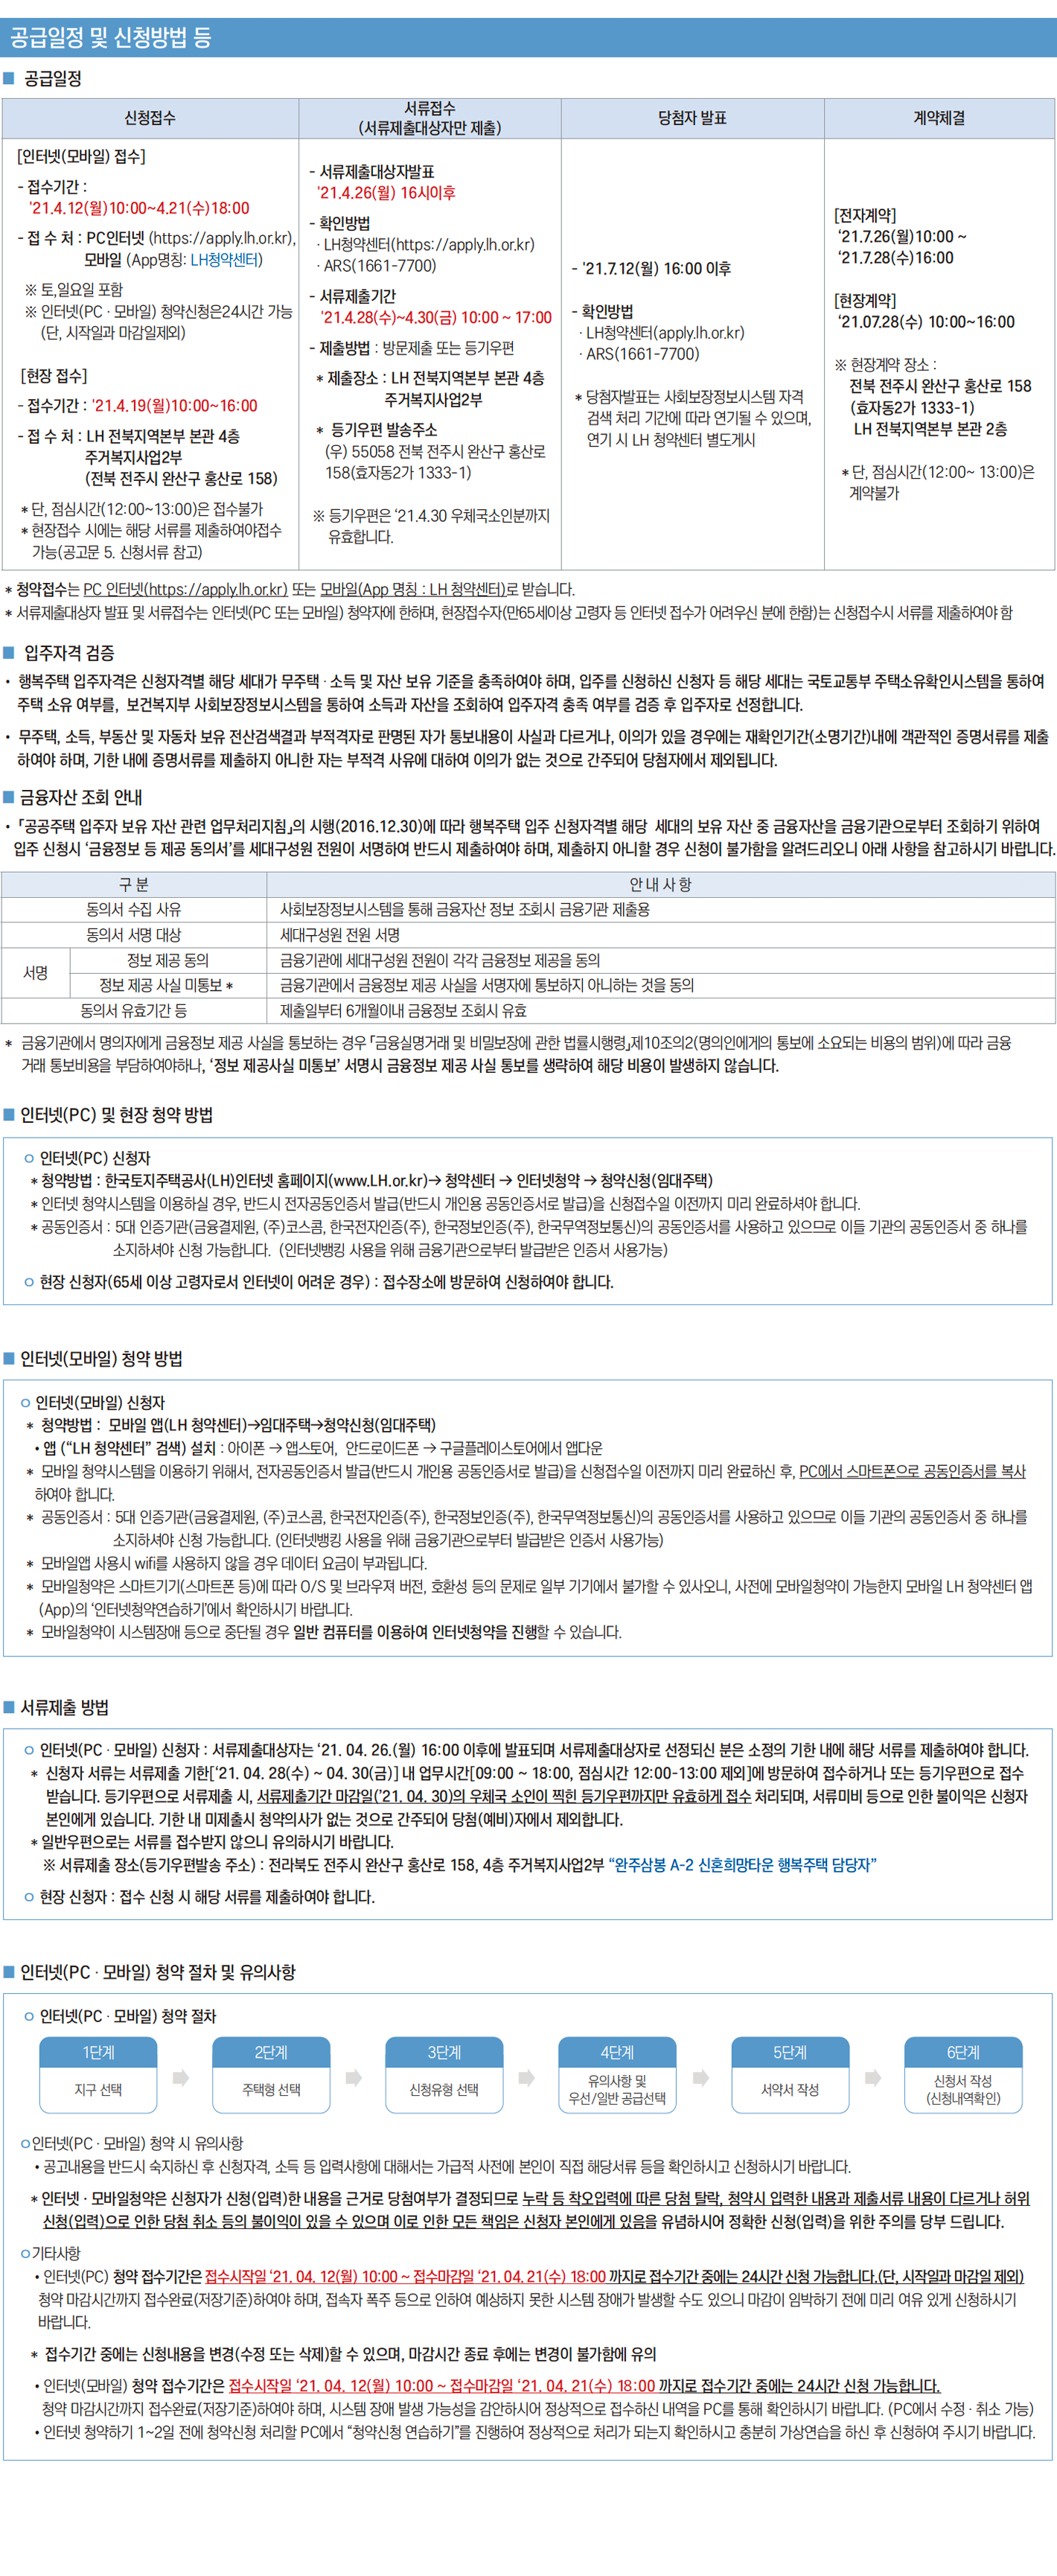 공급일정 및 신청방법 등
■ 공급일정
신청접수
서류접수
(서류제출대상자만 제출)
당첨자 발표
계약체결
[인터넷(모바일) 접수]
- 접수기간 :
'21.4.12(월)10:00~4.21(수)18:00
- 접 수 처 : PC인터넷 (https://apply.lh.or.kr),
모바일 (App명칭: LH청약센터)
※ 토,일요일 포함
※ 인터넷(PC · 모바일) 청약신청은24시간 가능
(단, 시작일과 마감일제외)
[현장 접수]
- 접수기간 : '21.4.19(월)10:00~16:00
- 접 수 처 : LH 전북지역본부 본관 4층
주거복지사업2부
(전북 전주시 완산구 홍산로 158)
* 단, 점심시간(12:00~13:00)은 접수불가
* 현장접수 시에는 해당 서류를 제출하여야접수
가능(공고문 5. 신청서류 참고)
- 서류제출대상자발표
'21.4.26(월) 16시이후
- 확인방법
· LH청약센터(https://apply.lh.or.kr)
· ARS(1661-7700)
- 서류제출기간
'21.4.28(수)~4.30(금) 10:00 ~ 17:00
- 제출방법 : 방문제출 또는 등기우편
* 제출장소 : LH 전북지역본부 본관 4층
주거복지사업2부
* 등기우편 발송주소
(우) 55058 전북 전주시 완산구 홍산로
158(효자동2가 1333-1)
※ 등기우편은 '21.4.30 우체국소인분까지
유효합니다.
- '21.7.12(월) 16:00 이후
- 확인방법
· LH청약센터(apply.lh.or.kr)
· ARS(1661-7700)
* 당첨자발표는 사회보장정보시스템 자격
검색 처리 기간에 따라 연기될 수 있으며,
연기 시 LH 청약센터 별도게시
[전자계약]
'21.7.26(월)10:00 ~
'21.7.28(수)16:00
[현장계약]
'21.07.28(수) 10:00~16:00
※ 현장계약 장소 :
전북 전주시 완산구 홍산로 158
(효자동2가 1333-1)
LH 전북지역본부 본관 2층
* 단, 점심시간(12:00~ 13:00)은
계약불가
* 청약접수는 PC 인터넷(https://apply.lh.or.kr) 또는 모바일(App 명칭 : LH 청약센터)로 받습니다.
* 서류제출대상자 발표 및 서류접수는 인터넷(PC 또는 모바일) 청약자에 한하며, 현장접수자(만65세이상 고령자 등 인터넷 접수가 어려우신 분에 한함)는 신청접수시 서류를 제출하여야 함
■ 입주자격 검증
• 행복주택 입주자격은 신청자격별 해당 세대가 무주택 · 소득 및 자산 보유 기준을 충족하여야 하며, 입주를 신청하신 신청자 등 해당 세대는 국토교통부 주택소유확인시스템을 통하여
주택 소유 여부를, 보건복지부 사회보장정보시스템을 통하여 소득과 자산을 조회하여 입주자격 충족 여부를 검증 후 입주자로 선정합니다.
• 무주택, 소득, 부동산 및 자동차 보유 전산검색결과 부적격자로 판명된 자가 통보내용이 사실과 다르거나, 이의가 있을 경우에는 재확인기간(소명기간)내에 객관적인 증명서류를 제출
하여야 하며, 기한 내에 증명서류를 제출하지 아니한 자는 부적격 사유에 대하여 이의가 없는 것으로 간주되어 당첨자에서 제외됩니다.
■ 금융자산 조회 안내
• 「공공주택 입주자 보유 자산 관련 업무처리지침」의 시행(2016.12.30)에 따라 행복주택 입주 신청자격별 해당 세대의 보유 자산 중 금융자산을 금융기관으로부터 조회하기 위하여
입주 신청시 '금융정보 등 제공 동의서'를 세대구성원 전원이 서명하여 반드시 제출하여야 하며, 제출하지 아니할 경우 신청이 불가함을 알려드리오니 아래 사항을 참고하시기 바랍니다.
구 분
안 내 사 항
동의서 수집 사유
사회보장정보시스템을 통해 금융자산 정보 조회시 금융기관 제출용
동의서 서명 대상
세대구성원 전원 서명
서명
정보 제공 동의
금융기관에 세대구성원 전원이 각각 금융정보 제공을 동의
정보 제공 사실 미통보 *
금융기관에서 금융정보 제공 사실을 서명자에 통보하지 아니하는 것을 동의
동의서 유효기간 등
제출일부터 6개월이내 금융정보 조회시 유효
* 금융기관에서 명의자에게 금융정보 제공 사실을 통보하는 경우 「금융실명거래 및 비밀보장에 관한 법률시행령」제10조의2(명의인에게의 통보에 소요되는 비용의 범위)에 따라 금융
거래 통보비용을 부담하여야하나, '정보 제공사실 미통보' 서명시 금융정보 제공 사실 통보를 생략하여 해당 비용이 발생하지 않습니다.
■ 인터넷(PC) 및 현장 청약 방법
ㅇ 인터넷(PC) 신청자
* 청약방법 : 한국토지주택공사(LH)인터넷 홈페이지(www.LH.or.kr)→ 청약센터 → 인터넷청약 → 청약신청(임대주택)
* 인터넷 청약시스템을 이용하실 경우, 반드시 전자공동인증서 발급(반드시 개인용 공동인증서로 발급)을 신청접수일 이전까지 미리 완료하셔야 합니다.
* 공동인증서 : 5대 인증기관(금융결제원, (주)코스콤, 한국전자인증(주), 한국정보인증(주), 한국무역정보통신)의 공동인증서를 사용하고 있으므로 이들 기관의 공동인증서 중 하나를
소지하셔야 신청 가능합니다. (인터넷뱅킹 사용을 위해 금융기관으로부터 발급받은 인증서 사용가능)
ㅇ 현장 신청자(65세 이상 고령자로서 인터넷이 어려운 경우) : 접수장소에 방문하여 신청하여야 합니다.
■ 인터넷(모바일) 청약 방법
ㅇ 인터넷(모바일) 신청자
* 청약방법 : 모바일 앱(LH 청약센터)→임대주택→청약신청(임대주택)
• 앱 ("LH 청약센터" 검색) 설치 : 아이폰 → 앱스토어, 안드로이드폰 → 구글플레이스토어에서 앱다운
* 모바일 청약시스템을 이용하기 위해서, 전자공동인증서 발급(반드시 개인용 공동인증서로 발급)을 신청접수일 이전까지 미리 완료하신 후, PC에서 스마트폰으로 공동인증서를 복사
하여야 합니다.
* 공동인증서 : 5대 인증기관(금융결제원, (주)코스콤, 한국전자인증(주), 한국정보인증(주), 한국무역정보통신)의 공동인증서를 사용하고 있으므로 이들 기관의 공동인증서 중 하나를
소지하셔야 신청 가능합니다. (인터넷뱅킹 사용을 위해 금융기관으로부터 발급받은 인증서 사용가능)
* 모바일앱 사용시 wifi를 사용하지 않을 경우 데이터 요금이 부과됩니다.
* 모바일청약은 스마트기기(스마트폰 등)에 따라 O/S 및 브라우져 버전, 호환성 등의 문제로 일부 기기에서 불가할 수 있사오니, 사전에 모바일청약이 가능한지 모바일 LH 청약센터 앱
(App)의 '인터넷청약연습하기'에서 확인하시기 바랍니다.
* 모바일청약이 시스템장애 등으로 중단될 경우 일반 컴퓨터를 이용하여 인터넷청약을 진행할 수 있습니다.
■ 서류제출 방법
ㅇ 인터넷(PC · 모바일) 신청자 : 서류제출대상자는 '21. 04. 26.(월) 16:00 이후에 발표되며 서류제출대상자로 선정되신 분은 소정의 기한 내에 해당 서류를 제출하여야 합니다.
* 신청자 서류는 서류제출 기한['21. 04. 28(수) ~ 04. 30(금)] 내 업무시간[09:00 ~ 18:00, 점심시간 12:00-13:00 제외]에 방문하여 접수하거나 또는 등기우편으로 접수
받습니다. 등기우편으로 서류제출 시, 서류제출기간 마감일('21. 04. 30)의 우체국 소인이 찍힌 등기우편까지만 유효하게 접수 처리되며, 서류미비 등으로 인한 불이익은 신청자
본인에게 있습니다. 기한 내 미제출시 청약의사가 없는 것으로 간주되어 당첨(예비)자에서 제외합니다.
* 일반우편으로는 서류를 접수받지 않으니 유의하시기 바랍니다.
※ 서류제출 장소(등기우편발송 주소) : 전라북도 전주시 완산구 홍산로 158, 4층 주거복지사업2부 "완주삼봉 A-2 신혼희망타운 행복주택 담당자"
ㅇ 현장 신청자 : 접수 신청 시 해당 서류를 제출하여야 합니다.
■ 인터넷(PC · 모바일) 청약 절차 및 유의사항
ㅇ 인터넷(PC · 모바일) 청약 절차
1단계
지구 선택
2단계
주택형 선택
3단계
신청유형 선택
4단계
유의사항 및
우선/일반 공급선택
5단계
서약서 작성
6단계
신청서 작성
(신청내역확인)
ㅇ인터넷(PC · 모바일) 청약 시 유의사항
• 공고내용을 반드시 숙지하신 후 신청자격, 소득 등 입력사항에 대해서는 가급적 사전에 본인이 직접 해당서류 등을 확인하시고 신청하시기 바랍니다.
* 인터넷 · 모바일청약은 신청자가 신청(입력)한 내용을 근거로 당첨여부가 결정되므로 누락 등 착오입력에 따른 당첨 탈락, 청약시 입력한 내용과 제출서류 내용이 다르거나 허위
신청(입력)으로 인한 당첨 취소 등의 불이익이 있을 수 있으며 이로 인한 모든 책임은 신청자 본인에게 있음을 유념하시어 정확한 신청(입력)을 위한 주의를 당부 드립니다.
ㅇ기타사항
• 인터넷(PC) 청약 접수기간은 접수시작일 '21. 04. 12(월) 10:00 ~ 접수마감일 '21. 04. 21(수) 18:00 까지로 접수기간 중에는 24시간 신청 가능합니다.(단, 시작일과 마감일 제외)
청약 마감시간까지 접수완료(저장기준)하여야 하며, 접속자 폭주 등으로 인하여 예상하지 못한 시스템 장애가 발생할 수도 있으니 마감이 임박하기 전에 미리 여유 있게 신청하시기
바랍니다.
* 접수기간 중에는 신청내용을 변경(수정 또는 삭제)할 수 있으며, 마감시간 종료 후에는 변경이 불가함에 유의
• 인터넷(모바일) 청약 접수기간은 접수시작일 '21. 04. 12(월) 10:00 ~ 접수마감일 '21. 04. 21(수) 18:00 까지로 접수기간 중에는 24시간 신청 가능합니다.
청약 마감시간까지 접수완료(저장기준)하여야 하며, 시스템 장애 발생 가능성을 감안하시어 정상적으로 접수하신 내역을 PC를 통해 확인하시기 바랍니다. (PC에서 수정 · 취소 가능)
• 인터넷 청약하기 1~2일 전에 청약신청 처리할 PC에서 "청약신청 연습하기"를 진행하여 정상적으로 처리가 되는지 확인하시고 충분히 가상연습을 하신 후 신청하여 주시기 바랍니다.